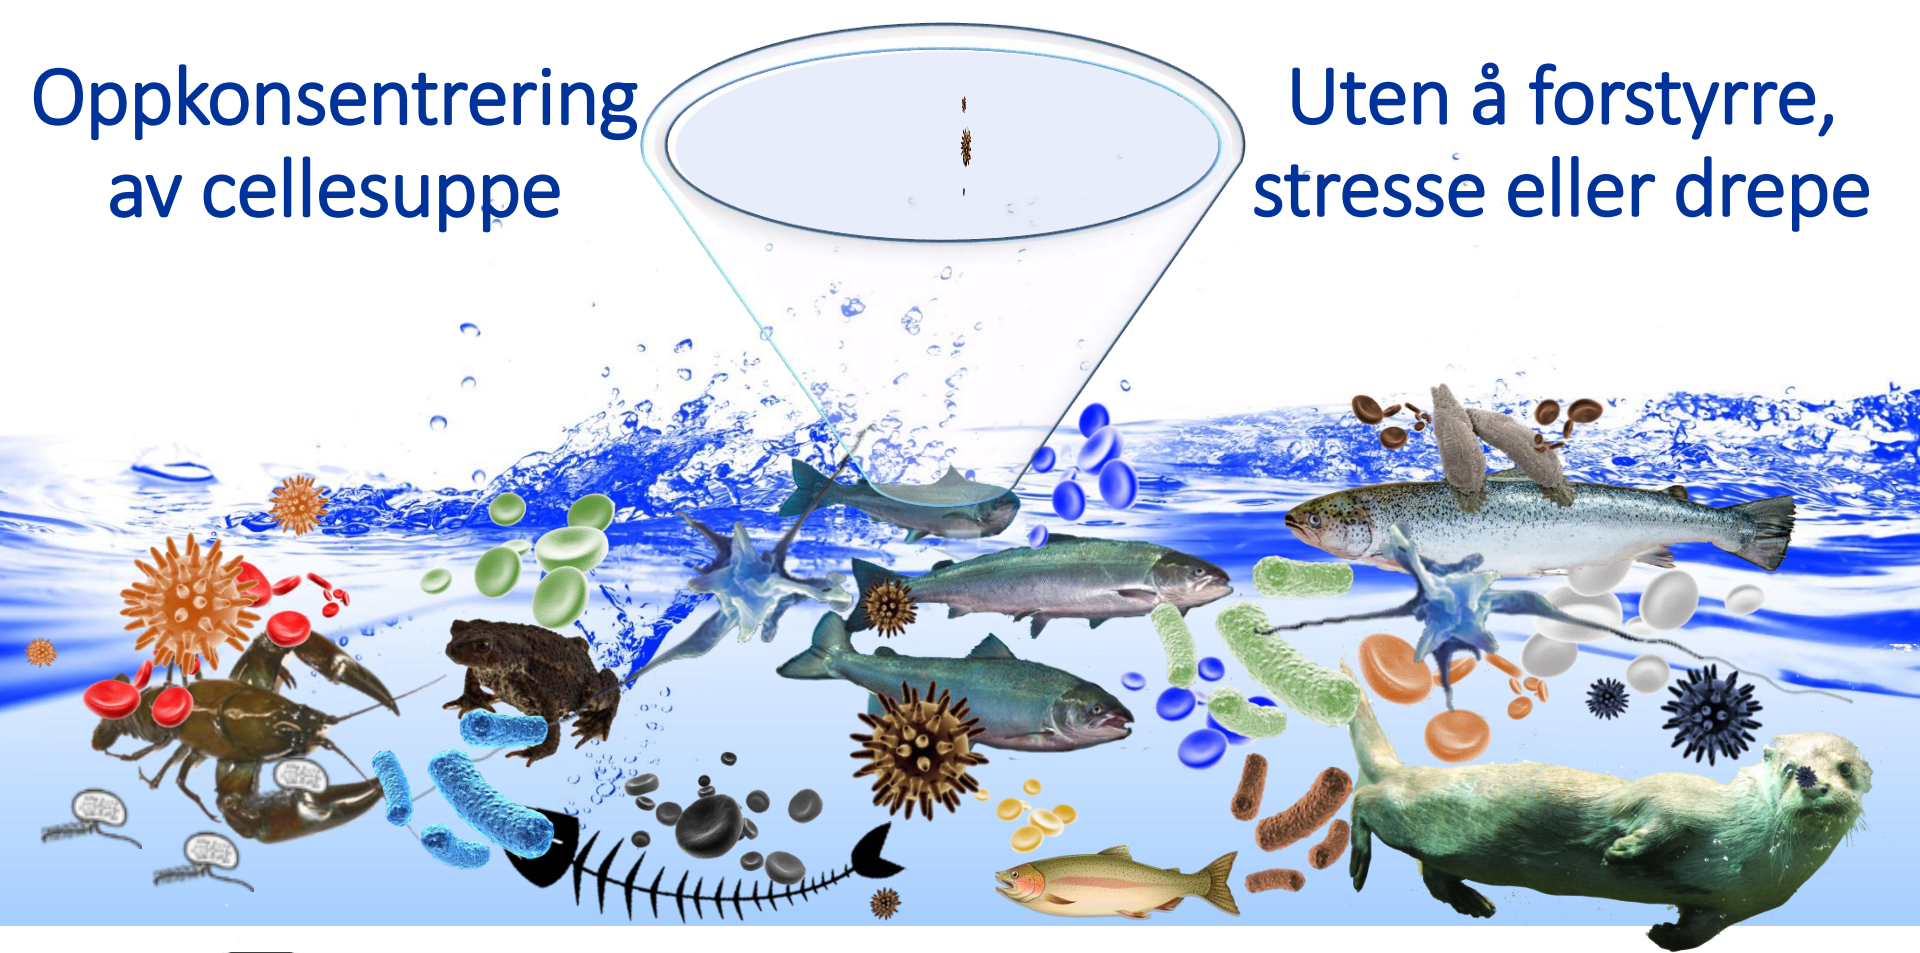 Oppkonsentrering
av cellesuppe
Uten å forstyrre,
stresse eller drepe